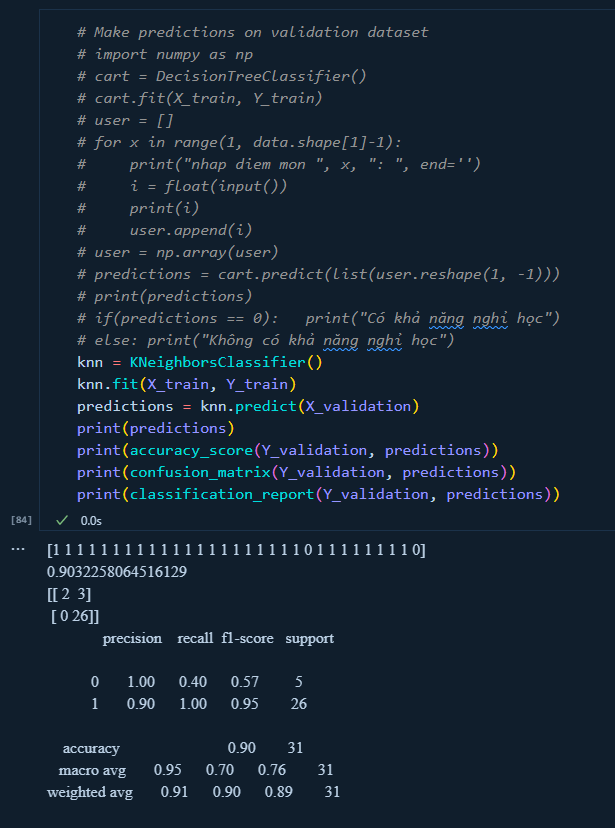 # Make predictions on validation dataset
# import numpy as np
# cart = DecisionTreeClassifier()
# cart.fit(X_train, Y_train)
# user = []
# for x in range(1, data.shape[1]-1):
#     print("nhap diem mon ", x, ": ", end='')
#     i = float(input())
#     print(i)
#     user.append(i)
# user = np.array(user)
# predictions = cart.predict(list(user.reshape(1, -1)))
# print(predictions)
# if(predictions == 0):   print("Có khả năng nghỉ học")
# else: print("Không có khả năng nghỉ học")
knn = KNeighborsClassifier()
knn.fit(X_train, Y_train)
predictions = knn.predict(X_validation)
print(predictions)
print(accuracy_score(Y_validation, predictions))
print(confusion_matrix(Y_validation, predictions))
print(classification_report(Y_validation, predictions))
[84] ✓ 0.0s
... [1 1 1 1 1 1 1 1 1 1 1 1 1 1 1 1 1 1 1 1 1 0 1 1 1 1 1 1 1 1 0]
0.9032258064516129
[[ 2 3]
[ 0 26]]
precision recall f1-score support
0 1.00 0.40 0.57 5
1 0.90 1.00 0.95 26
accuracy 0.90 31
macro avg 0.95 0.70 0.76 31
weighted avg 0.91 0.90 0.89 31